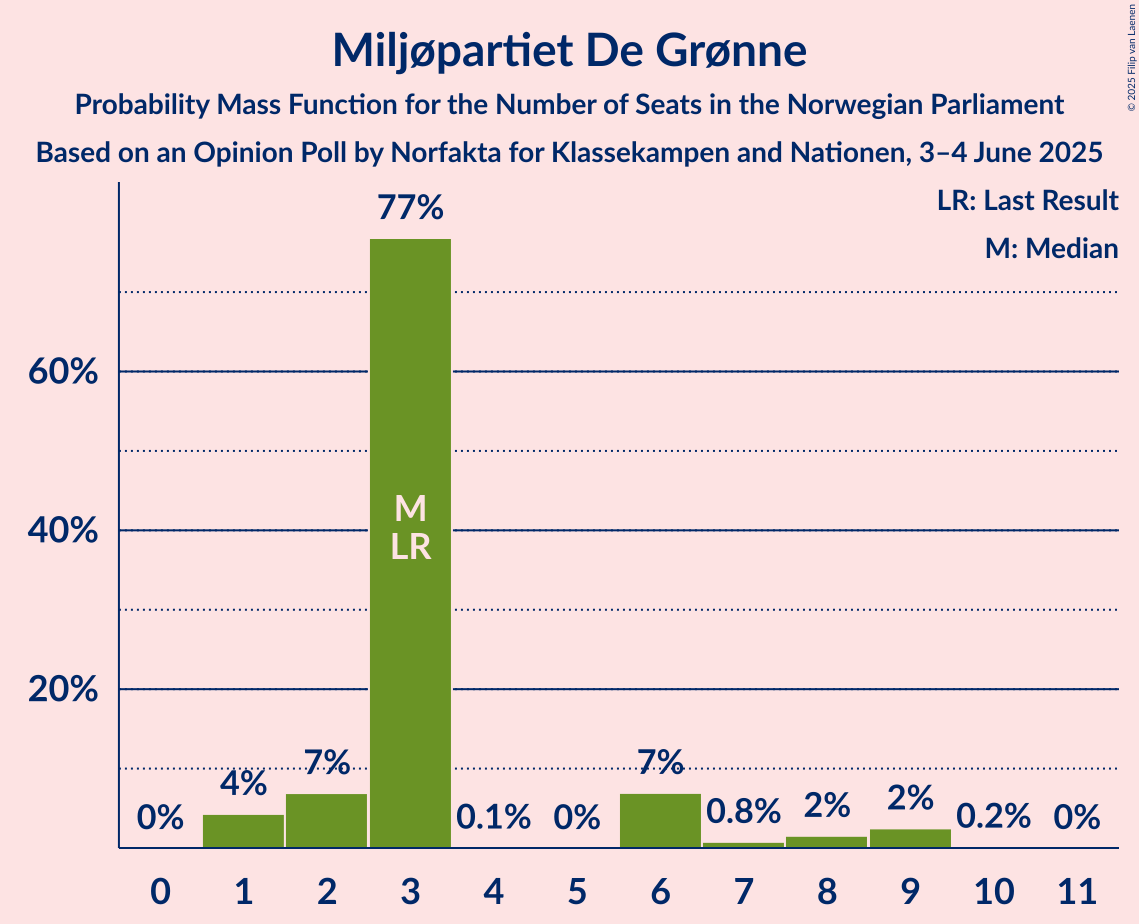 Miljøpartiet De Grønne
Probability Mass Function for the Number of Seats in the Norwegian Parliament
Based on an Opinion Poll by Norfakta for Klassekampen and Nationen, 3–4 June 2025
© 2025 Filip van Laenen
LR: Last Result
M: Median
77%
60%
40%
20%
M
LR
0%
4%
7%
0.1%
0%
7%
0.8%
2%
2%
0.2%
0%
0 1 2 3 4 5 6 7 8 9 10 11